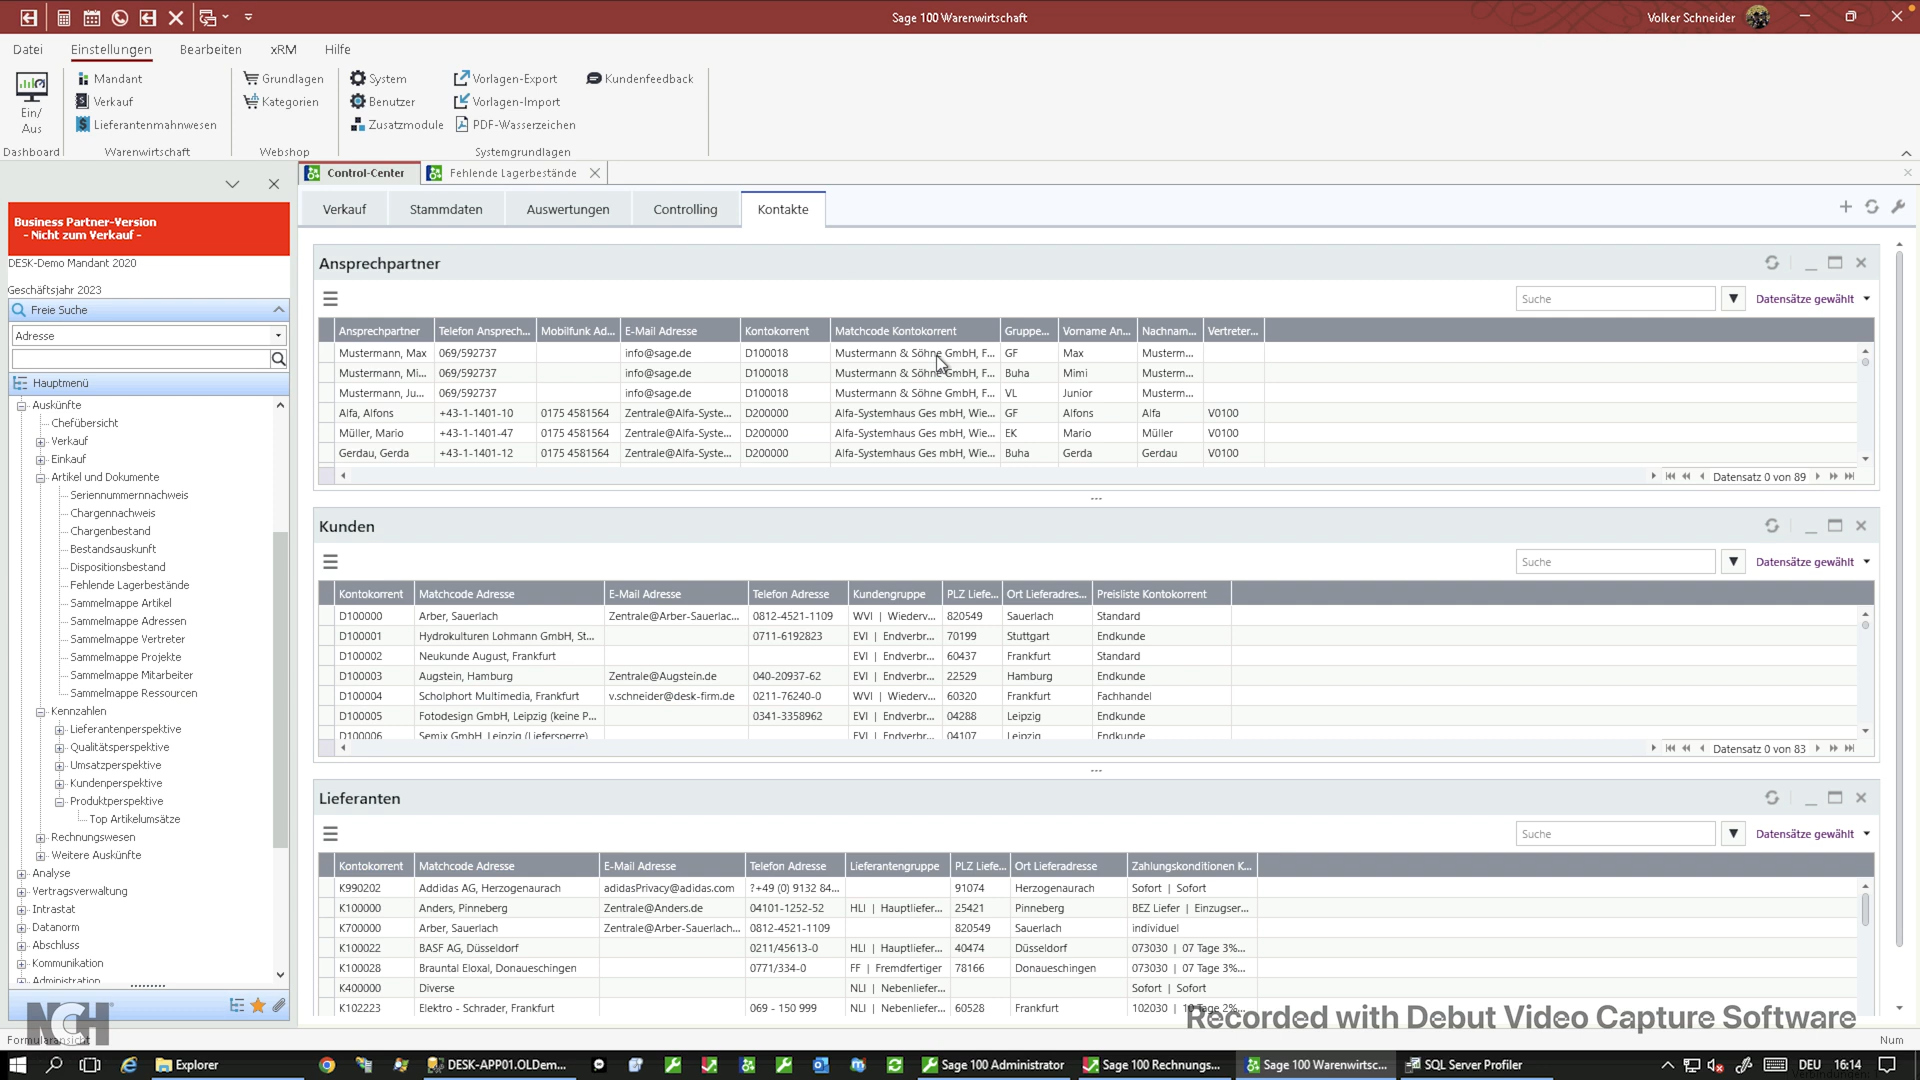 Sage 100 Warenwirtschaft
Volker Schneider
Datei Einstellungen Bearbeiten xRM Hilfe
Ein/
Aus
Dashboard
Mandant
Verkauf
Lieferantenmahnwesen
Warenwirtschaft
Grundlagen
Kategorien
Webshop
System
Benutzer
Zusatzmodule
Vorlagen-Export
Vorlagen-Import
PDF-Wasserzeichen
Kundenfeedback
Systemgrundlagen
Business Partner-Version
- Nicht zum Verkauf -
DESK-Demo Mandant 2020
Geschäftsjahr 2023
Freie Suche
Adresse
Hauptmenü
Auskünfte
Chefübersicht
Verkauf
Einkauf
Artikel und Dokumente
Seriennummernnachweis
Chargennachweis
Chargenbestand
Bestandsauskunft
Dispositionsbestand
Fehlende Lagerbestände
Sammelmappe Artikel
Sammelmappe Adressen
Sammelmappe Vertreter
Sammelmappe Projekte
Sammelmappe Mitarbeiter
Sammelmappe Ressourcen
Kennzahlen
Lieferantenperspektive
Qualitätsperspektive
Umsatzperspektive
Kundenperspektive
Produktperspektive
Top Artikelumsätze
Rechnungswesen
Weitere Auskünfte
Analyse
Vertragsverwaltung
Intrastat
Datanorm
Abschluss
Kommunikation
Administration
NCH
Formularansicht
Control-Center Fehlende Lagerbestände
Verkauf Stammdaten Auswertungen Controlling Kontakte
Ansprechpartner
Suche Datensätze gewählt
Ansprechpartner Telefon Ansprech... Mobilfunk Ad... E-Mail Adresse Kontokorrent Matchcode Kontokorrent Gruppe... Vorname An... Nachnam... Vertreter...
Mustermann, Max 069/592737 info@sage.de D100018 Mustermann & Söhne GmbH, F... GF Max Musterm...
Mustermann, Mi... 069/592737 info@sage.de D100018 Mustermann & Söhne GmbH, F... Buha Mimi Musterm...
Mustermann, Ju... 069/592737 info@sage.de D100018 Mustermann & Söhne GmbH, F... VL Junior Musterm...
Alfa, Alfons +43-1-1401-10 0175 4581564 Zentrale@Alfa-Syste... D200000 Alfa-Systemhaus Ges mbH, Wie... GF Alfons Alfa V0100
Müller, Mario +43-1-1401-47 0175 4581564 Zentrale@Alfa-Syste... D200000 Alfa-Systemhaus Ges mbH, Wie... EK Mario Müller V0100
Gerdau, Gerda +43-1-1401-12 0175 4581564 Zentrale@Alfa-Syste... D200000 Alfa-Systemhaus Ges mbH, Wie... Buha Gerda Gerdau V0100
Datensatz 0 von 89
Kunden
Suche Datensätze gewählt
Kontokorrent Matchcode Adresse E-Mail Adresse Telefon Adresse Kundengruppe PLZ Liefe... Ort Lieferadres... Preisliste Kontokorrent
D100000 Arber, Sauerlach Zentrale@Arber-Sauerlac... 0812-4521-1109 WVI | Wiederv... 820549 Sauerlach Standard
D100001 Hydrokulturen Lohmann GmbH, St... 0711-6192823 EVI | Endverbr... 70199 Stuttgart Endkunde
D100002 Neukunde August, Frankfurt EVI | Endverbr... 60437 Frankfurt Standard
D100003 Augstein, Hamburg Zentrale@Augstein.de 040-20937-62 EVI | Endverbr... 22529 Hamburg Endkunde
D100004 Scholphort Multimedia, Frankfurt v.schneider@desk-firm.de 0211-76240-0 WVI | Wiederv... 60320 Frankfurt Fachhandel
D100005 Fotodesign GmbH, Leipzig (keine P... 0341-3358962 EVI | Endverbr... 04288 Leipzig Endkunde
D100006 Semix GmbH, Leipzig (Liefersperre) EVI | Endverbr... 04107 Leipzig Endkunde
Datensatz 0 von 83
Lieferanten
Suche Datensätze gewählt
Kontokorrent Matchcode Adresse E-Mail Adresse Telefon Adresse Lieferantengruppe PLZ Liefe... Ort Lieferadresse Zahlungskonditionen K...
K990202 Addidas AG, Herzogenaurach adidasPrivacy@adidas.com ?+49 (0) 9132 84... 91074 Herzogenaurach Sofort | Sofort
K100000 Anders, Pinneberg Zentrale@Anders.de 04101-1252-52 HLI | Hauptliefer... 25421 Pinneberg BEZ Liefer | Einzugser...
K700000 Arber, Sauerlach Zentrale@Arber-Sauerlach... 0812-4521-1109 820549 Sauerlach individuel
K100022 BASF AG, Düsseldorf 0211/45613-0 HLI | Hauptliefer... 40474 Düsseldorf 073030 | 07 Tage 3%...
K100028 Brauntal Eloxal, Donaueschingen 0771/334-0 FF | Fremdfertiger 78166 Donaueschingen 073030 | 07 Tage 3%...
K400000 Diverse NLI | Nebenliefer... Sofort | Sofort
K102223 Elektro - Schrader, Frankfurt 069 - 150 999 NLI | Nebenliefer... 60528 Frankfurt 102030 | 10 Tage 2%...
Recorded with Debut Video Capture Software
Num
Explorer DESK-APP01.OLDem... Sage 100 Administrator Sage 100 Rechnungs... Sage 100 Warenwirtsc... SQL Server Profiler DEU 16:14